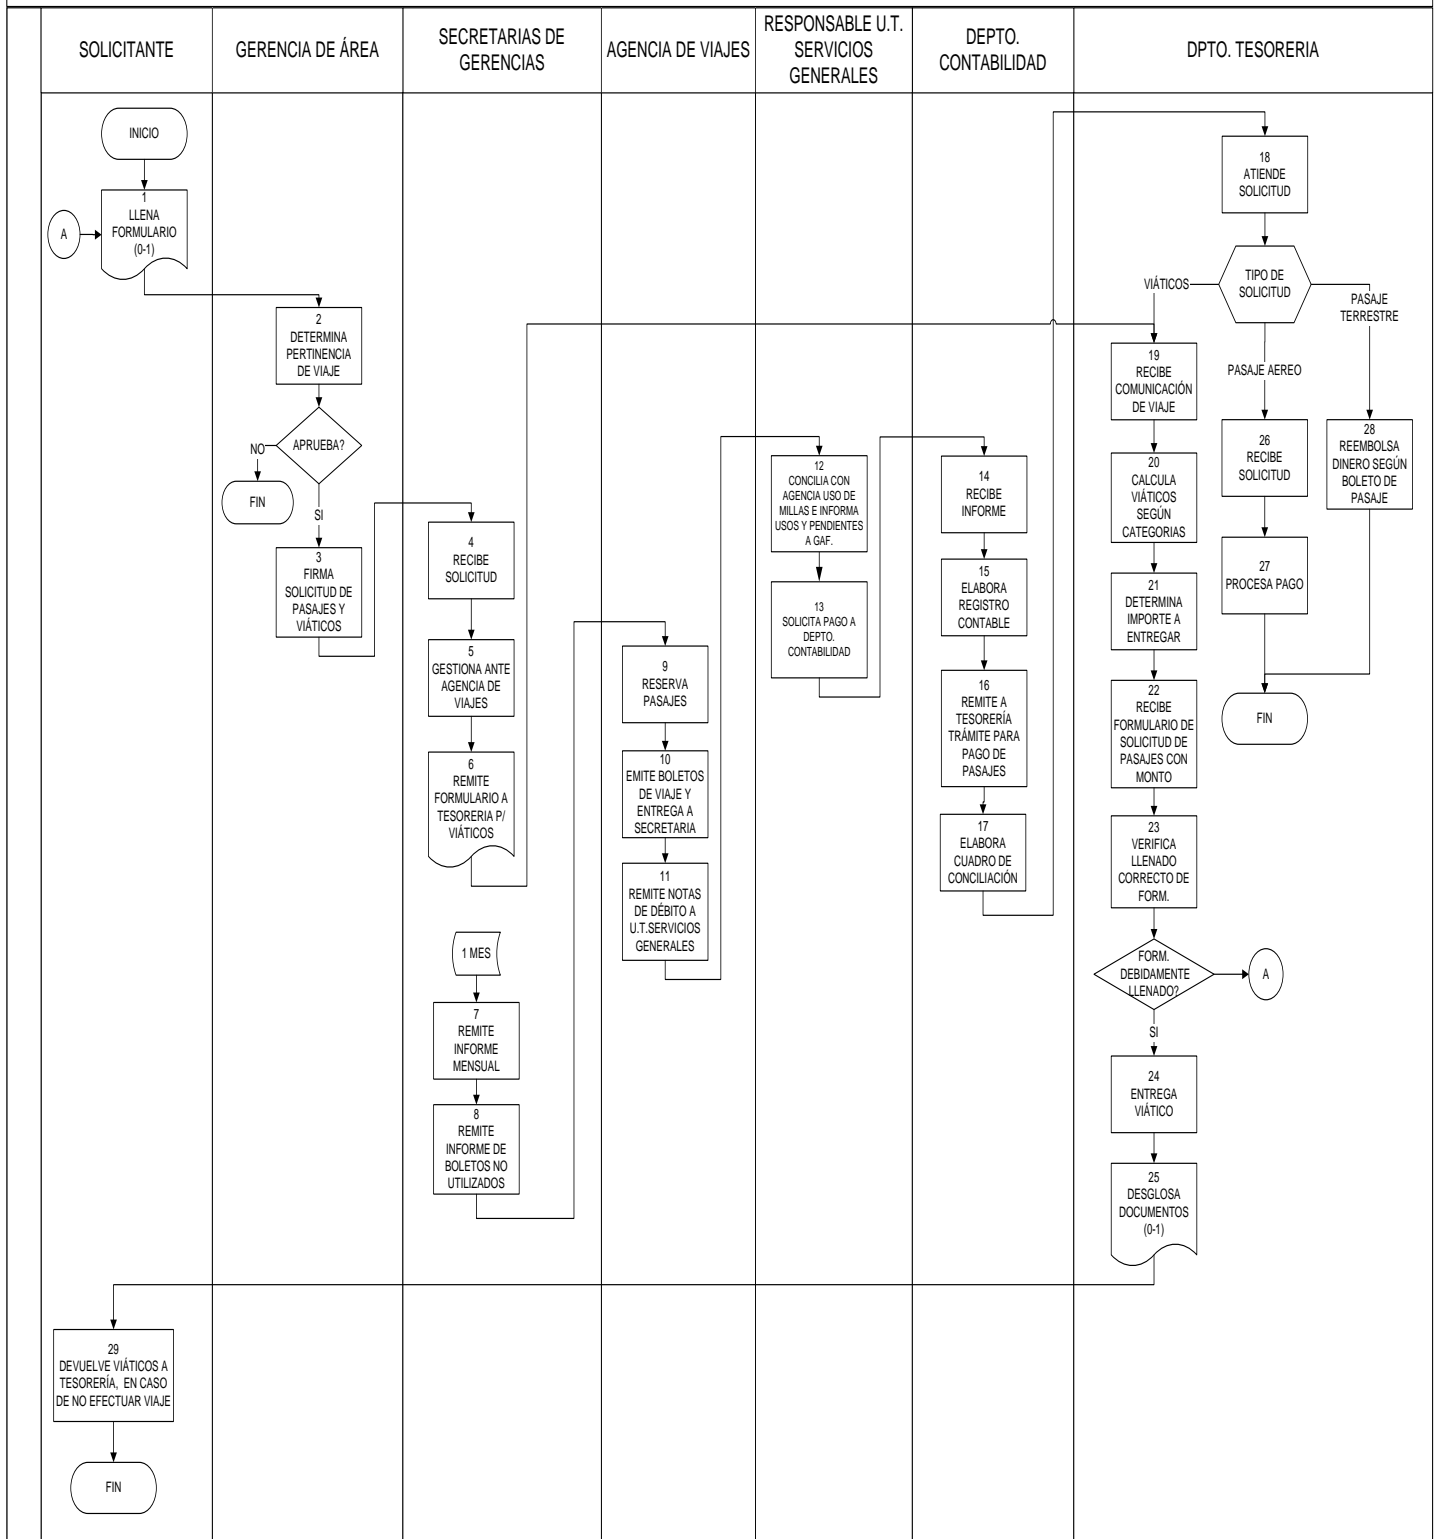 SOLICITANTE
GERENCIA DE ÁREA
SECRETARIAS DE
GERENCIAS
AGENCIA DE VIAJES
RESPONSABLE U.T.
SERVICIOS
GENERALES
DEPTO.
CONTABILIDAD
DPTO. TESORERIA
INICIO
1
LLENA
FORMULARIO
(0-1)
A
2
DETERMINA
PERTINENCIA
DE VIAJE
APRUEBA?
NO
FIN
SI
3
FIRMA
SOLICITUD DE
PASAJES Y
VIÁTICOS
4
RECIBE
SOLICITUD
5
GESTIONA ANTE
AGENCIA DE
VIAJES
6
REMITE
FORMULARIO A
TESORERIA P/
VIÁTICOS
1 MES
7
REMITE
INFORME
MENSUAL
8
REMITE
INFORME DE
BOLETOS NO
UTILIZADOS
9
RESERVA
PASAJES
10
EMITE BOLETOS
DE VIAJE Y
ENTREGA A
SECRETARIA
11
REMITE NOTAS
DE DÉBITO A
U.T.SERVICIOS
GENERALES
12
CONCILIA CON
AGENCIA USO DE
MILLAS E INFORMA
USOS Y PENDIENTES
A GAF.
13
SOLICITA PAGO A
DEPTO.
CONTABILIDAD
14
RECIBE
INFORME
15
ELABORA
REGISTRO
CONTABLE
16
REMITE A
TESORERÍA
TRÁMITE PARA
PAGO DE
PASAJES
17
ELABORA
CUADRO DE
CONCILIACIÓN
18
ATIENDE
SOLICITUD
TIPO DE
SOLICITUD
VIÁTICOS
PASAJE
TERRESTRE
PASAJE AEREO
19
RECIBE
COMUNICACIÓN
DE VIAJE
20
CALCULA
VIÁTICOS
SEGÚN
CATEGORIAS
21
DETERMINA
IMPORTE A
ENTREGAR
22
RECIBE
FORMULARIO DE
SOLICITUD DE
PASAJES CON
MONTO
23
VERIFICA
LLENADO
CORRECTO DE
FORM.
FORM.
DEBIDAMENTE
LLENADO?
A
SI
24
ENTREGA
VIÁTICO
25
DESGLOSA
DOCUMENTOS
(0-1)
26
RECIBE
SOLICITUD
27
PROCESA PAGO
28
REEMBOLSA
DINERO SEGÚN
BOLETO DE
PASAJE
FIN
29
DEVUELVE VIÁTICOS A
TESORERÍA, EN CASO
DE NO EFECTUAR VIAJE
FIN